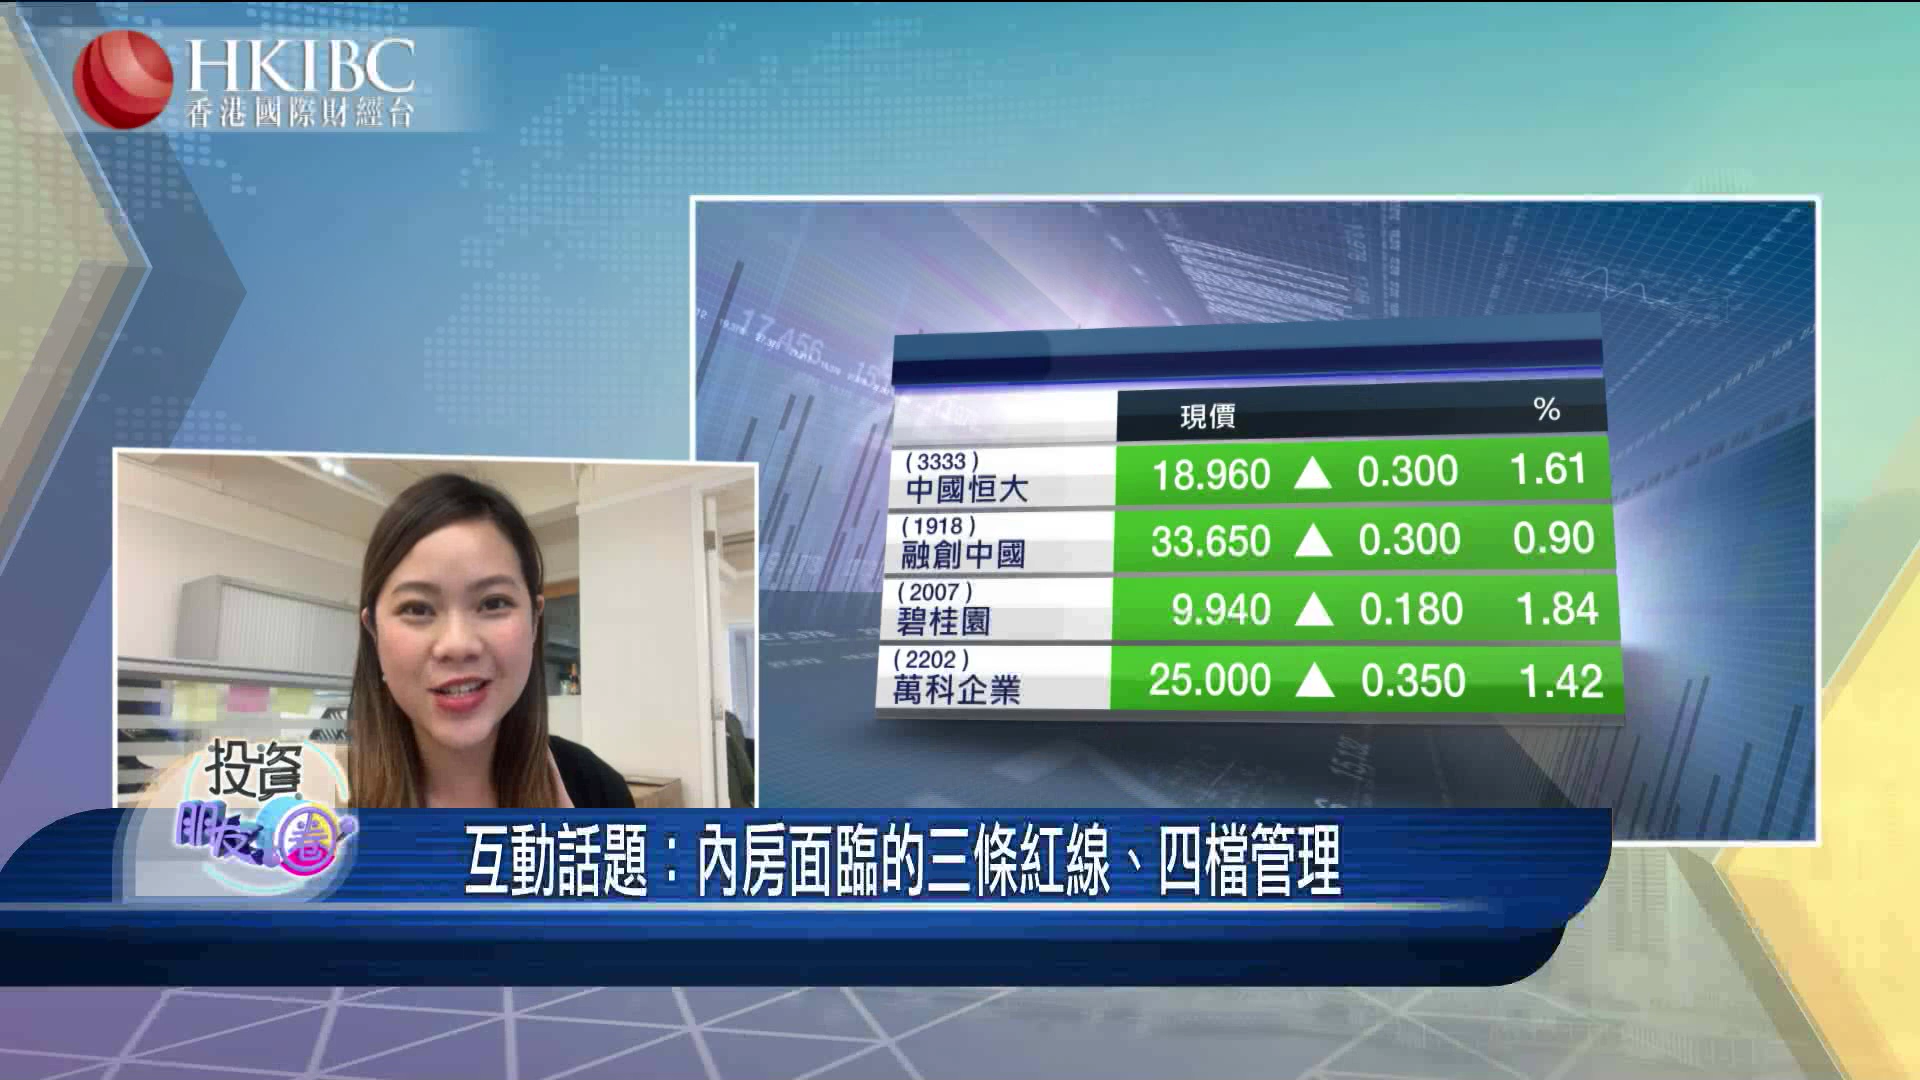 HKIBC
香港國際財經台
現價 %
(3333)
中國恒大 18.960 ▲ 0.300 1.61
(1918)
融創中國 33.650 ▲ 0.300 0.90
(2007)
碧桂園 9.940 ▲ 0.180 1.84
(2202)
萬科企業 25.000 ▲ 0.350 1.42
投資
朋友圈
互動話題：內房面臨的三條紅線、四檔管理